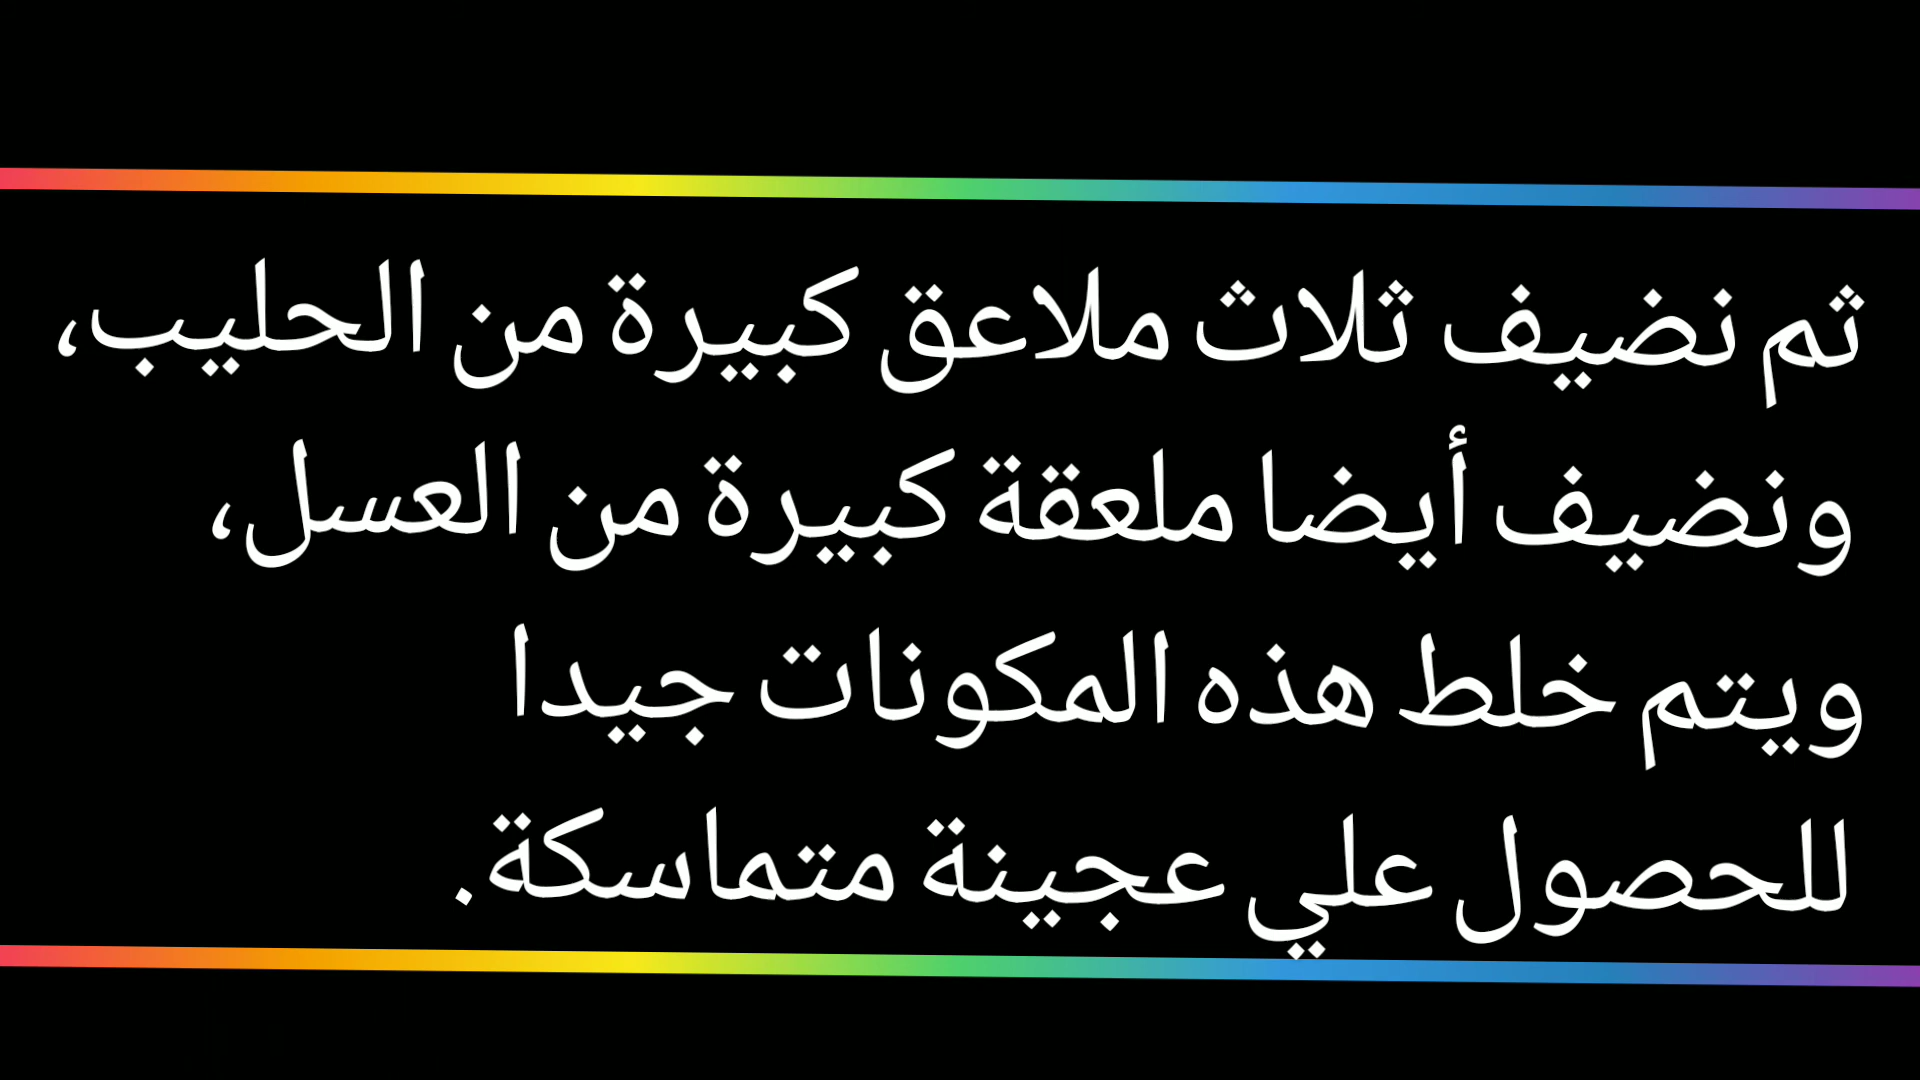 ثم نضيف ثلاث ملاعق كبيرة من الحليب،
ونضيف أيضا ملعقة كبيرة من العسل،
ويتم خلط هذه المكونات جيدا
للحصول علي عجينة متماسكة.